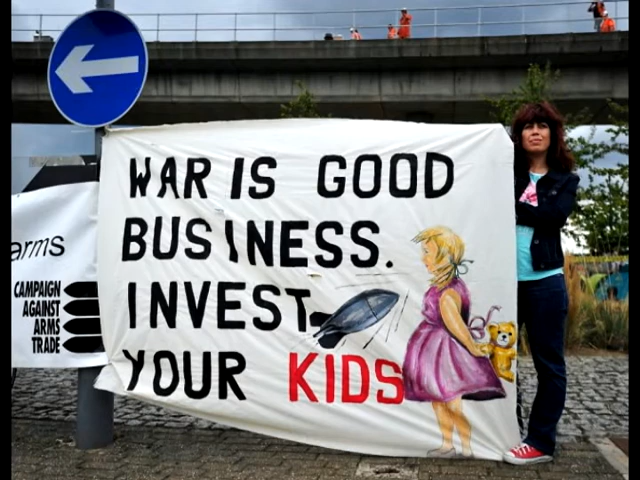 WAR IS GOOD
BUSINESS.
INVEST
YOUR KIDS
arms
CAMPAIGN
AGAINST
ARMS
TRADE